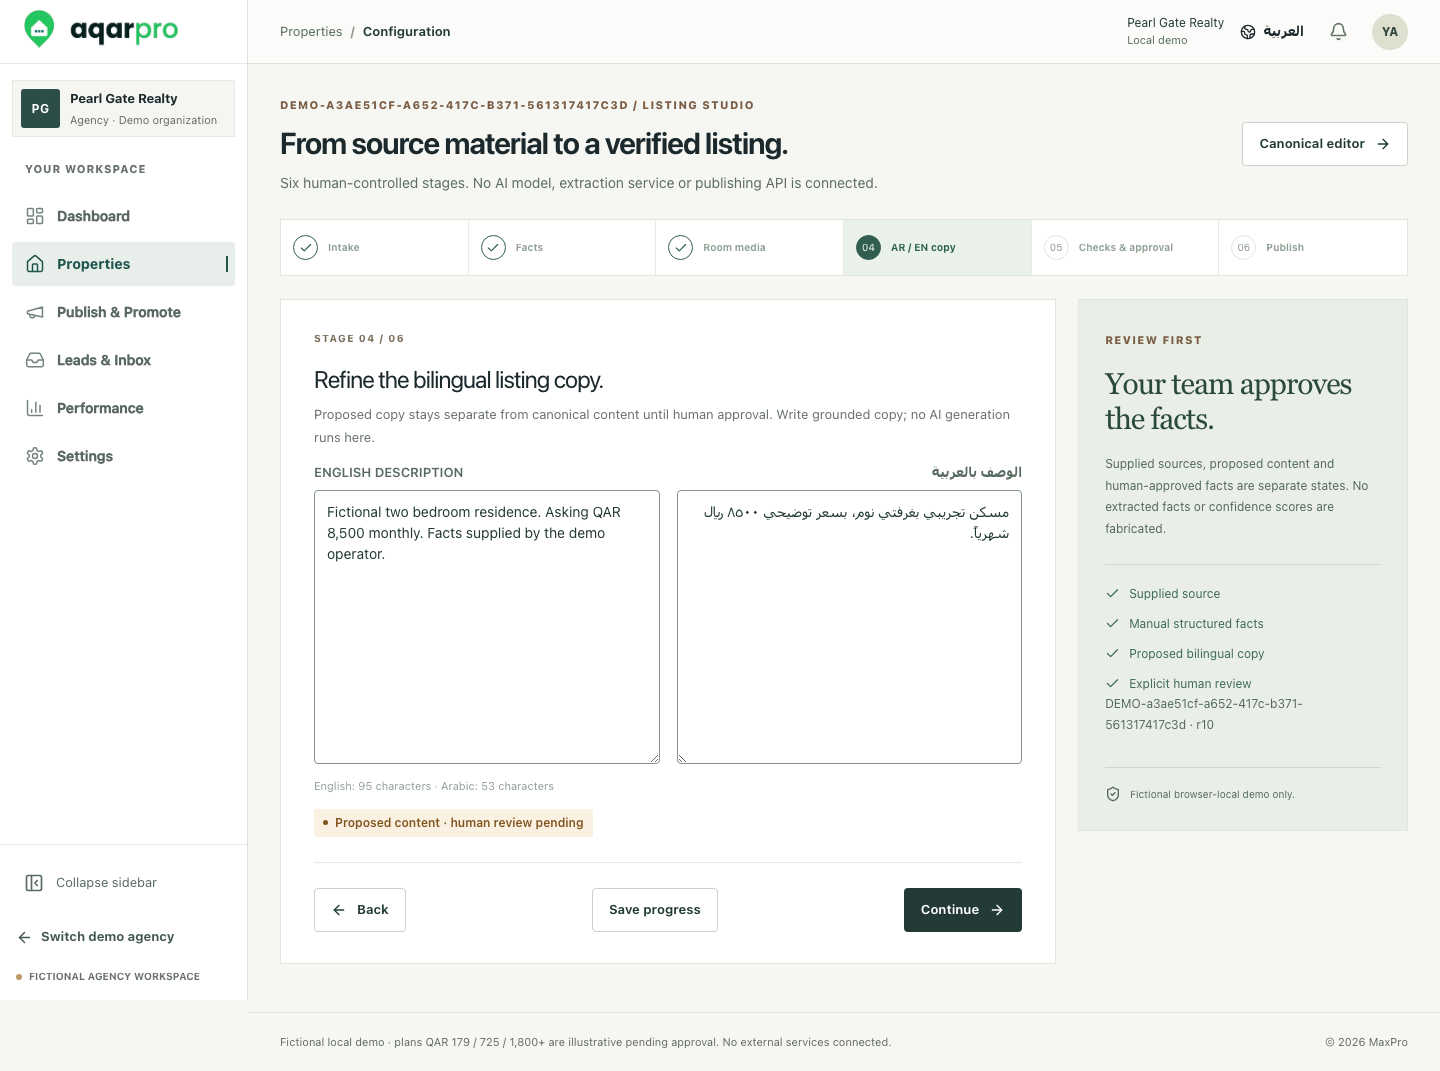 aqarpro
PG
Pearl Gate Realty
Agency · Demo organization
YOUR WORKSPACE
Dashboard
Properties
Publish & Promote
Leads & Inbox
Performance
Settings
Collapse sidebar
Switch demo agency
FICTIONAL AGENCY WORKSPACE
Properties / Configuration
Pearl Gate Realty
Local demo
العربية
YA
DEMO-A3AE51CF-A652-417C-B371-561317417C3D / LISTING STUDIO
From source material to a verified listing.
Six human-controlled stages. No AI model, extraction service or publishing API is connected.
Canonical editor
Intake
Facts
Room media
04 AR / EN copy
05 Checks & approval
06 Publish
STAGE 04 / 06
Refine the bilingual listing copy.
Proposed copy stays separate from canonical content until human approval. Write grounded copy; no AI generation
runs here.
ENGLISH DESCRIPTION
Fictional two bedroom residence. Asking QAR
8,500 monthly. Facts supplied by the demo
operator.
الوصف بالعربية
مسكن تجريبي بغرفتي نوم، بسعر توضيحي ٨٥٠٠ ريال
شهرياً.
English: 95 characters · Arabic: 53 characters
Proposed content · human review pending
Back
Save progress
Continue
REVIEW FIRST
Your team approves
the facts.
Supplied sources, proposed content and
human-approved facts are separate states. No
extracted facts or confidence scores are
fabricated.
Supplied source
Manual structured facts
Proposed bilingual copy
Explicit human review
DEMO-a3ae51cf-a652-417c-b371-
561317417c3d · r10
Fictional browser-local demo only.
Fictional local demo · plans QAR 179 / 725 / 1,800+ are illustrative pending approval. No external services connected.
© 2026 MaxPro